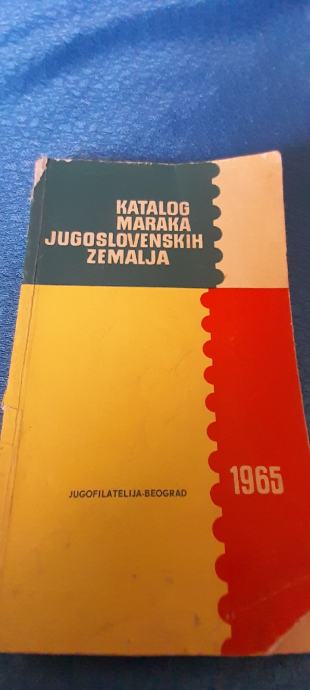 KATALOG
MARAKA
JUGOSLOVENSKIH
ZEMALJA
1965
JUGOFILATELIJA-BEOGRAD